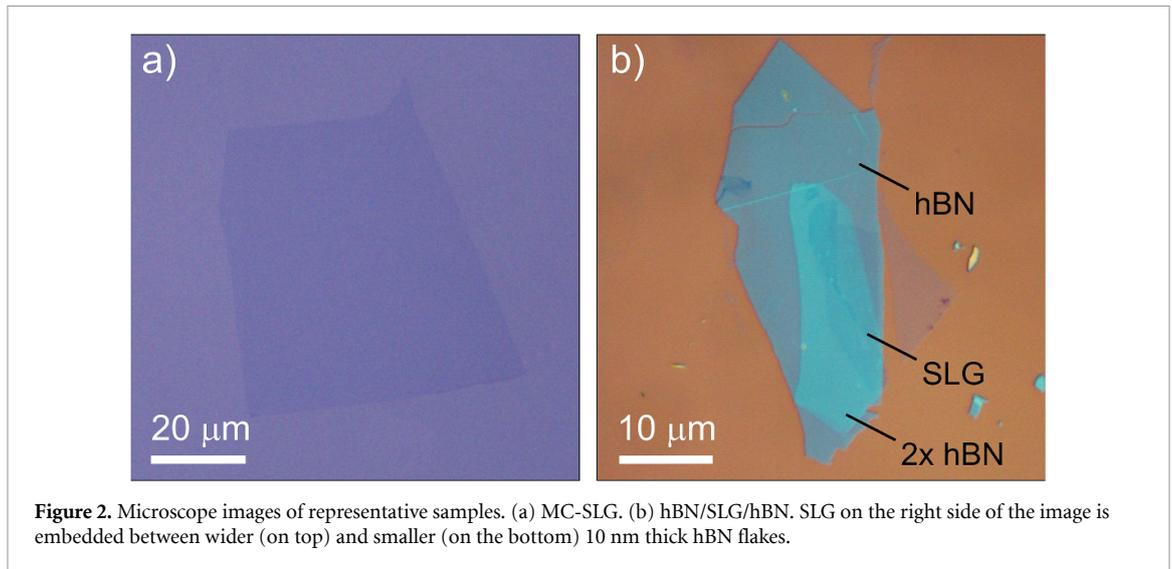 a)
20 μm
b)
hBN
SLG
2x hBN
10 μm
Figure 2. Microscope images of representative samples. (a) MC-SLG. (b) hBN/SLG/hBN. SLG on the right side of the image is
embedded between wider (on top) and smaller (on the bottom) 10 nm thick hBN flakes.